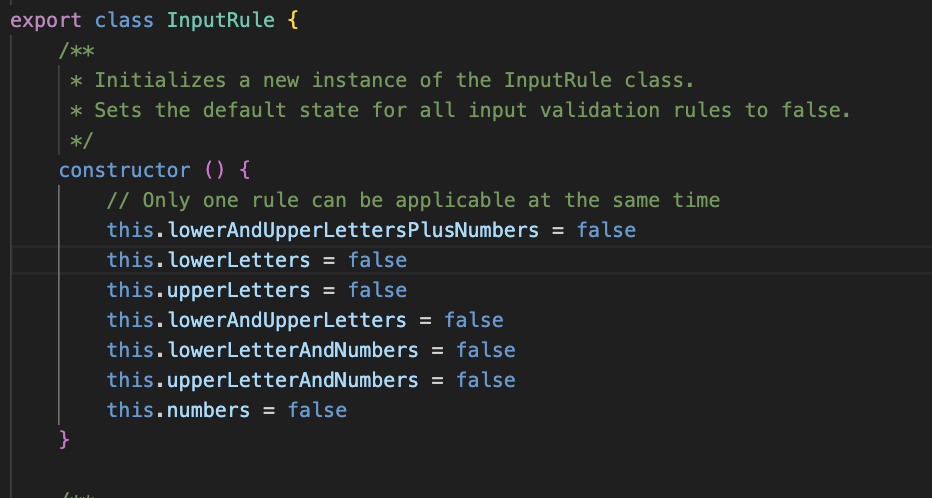 export class InputRule {
/**
* Initializes a new instance of the InputRule class.
* Sets the default state for all input validation rules to false.
*/
constructor () {
// Only one rule can be applicable at the same time
this.lowerAndUpperLettersPlusNumbers = false
this.lowerLetters = false
this.upperLetters = false
this.lowerAndUpperLetters = false
this.lowerLetterAndNumbers = false
this.upperLetterAndNumbers = false
this.numbers = false
}
/**